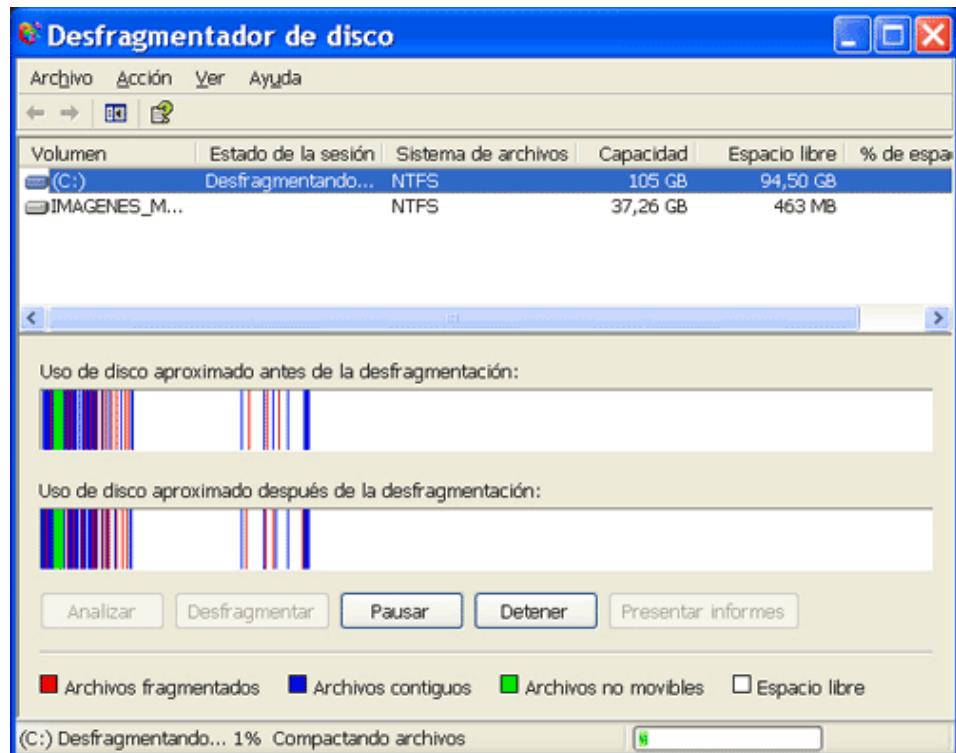 Desfragmentador de disco
Archivo Acción Ver Ayuda
Volumen Estado de la sesión Sistema de archivos Capacidad Espacio libre % de espa
(C:) Desfragmentando... NTFS 105 GB 94,50 GB
IMAGENES_M... NTFS 37,26 GB 463 MB
Uso de disco aproximado antes de la desfragmentación:
Uso de disco aproximado después de la desfragmentación:
Analizar Desfragmentar Pausar Detener Presentar informes
Archivos fragmentados Archivos contiguos Archivos no movibles Espacio libre
(C:) Desfragmentando... 1% Compactando archivos